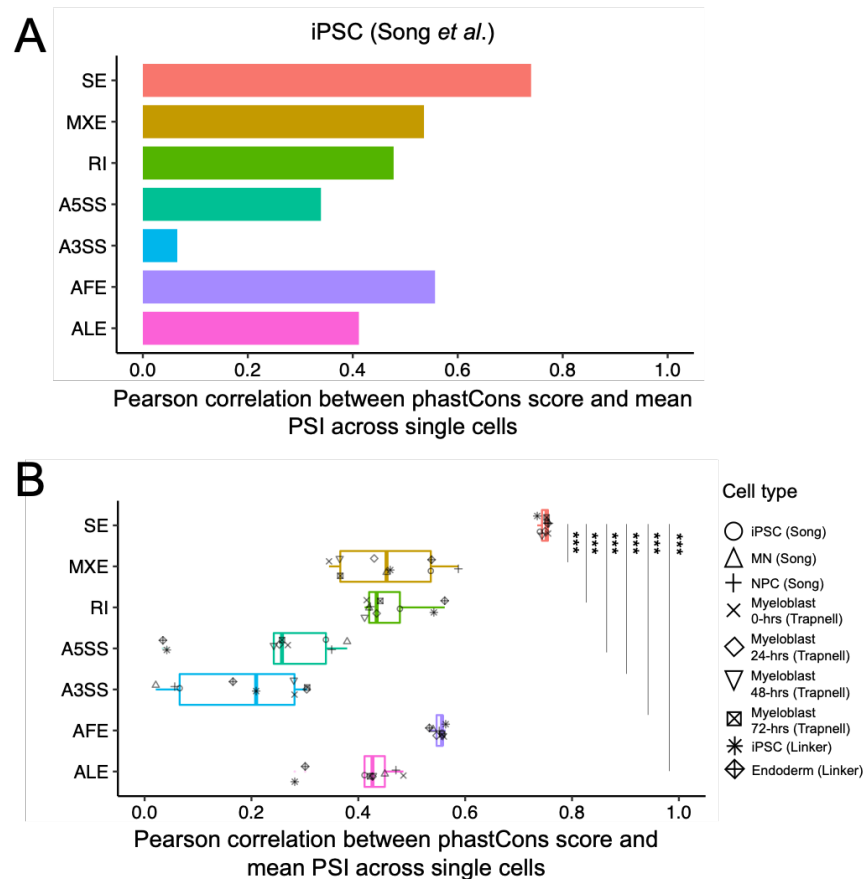 A
iPSC (Song et al.)
SE
MXE
RI
A5SS
A3SS
AFE
ALE
0.0 0.2 0.4 0.6 0.8 1.0
Pearson correlation between phastCons score and mean
PSI across single cells
B
SE
MXE
RI
A5SS
A3SS
AFE
ALE
*** *** *** *** *** ***
0.0 0.2 0.4 0.6 0.8 1.0
Pearson correlation between phastCons score and
mean PSI across single cells
Cell type
iPSC (Song)
MN (Song)
NPC (Song)
Myeloblast
0-hrs (Trapnell)
Myeloblast
24-hrs (Trapnell)
Myeloblast
48-hrs (Trapnell)
Myeloblast
72-hrs (Trapnell)
iPSC (Linker)
Endoderm (Linker)